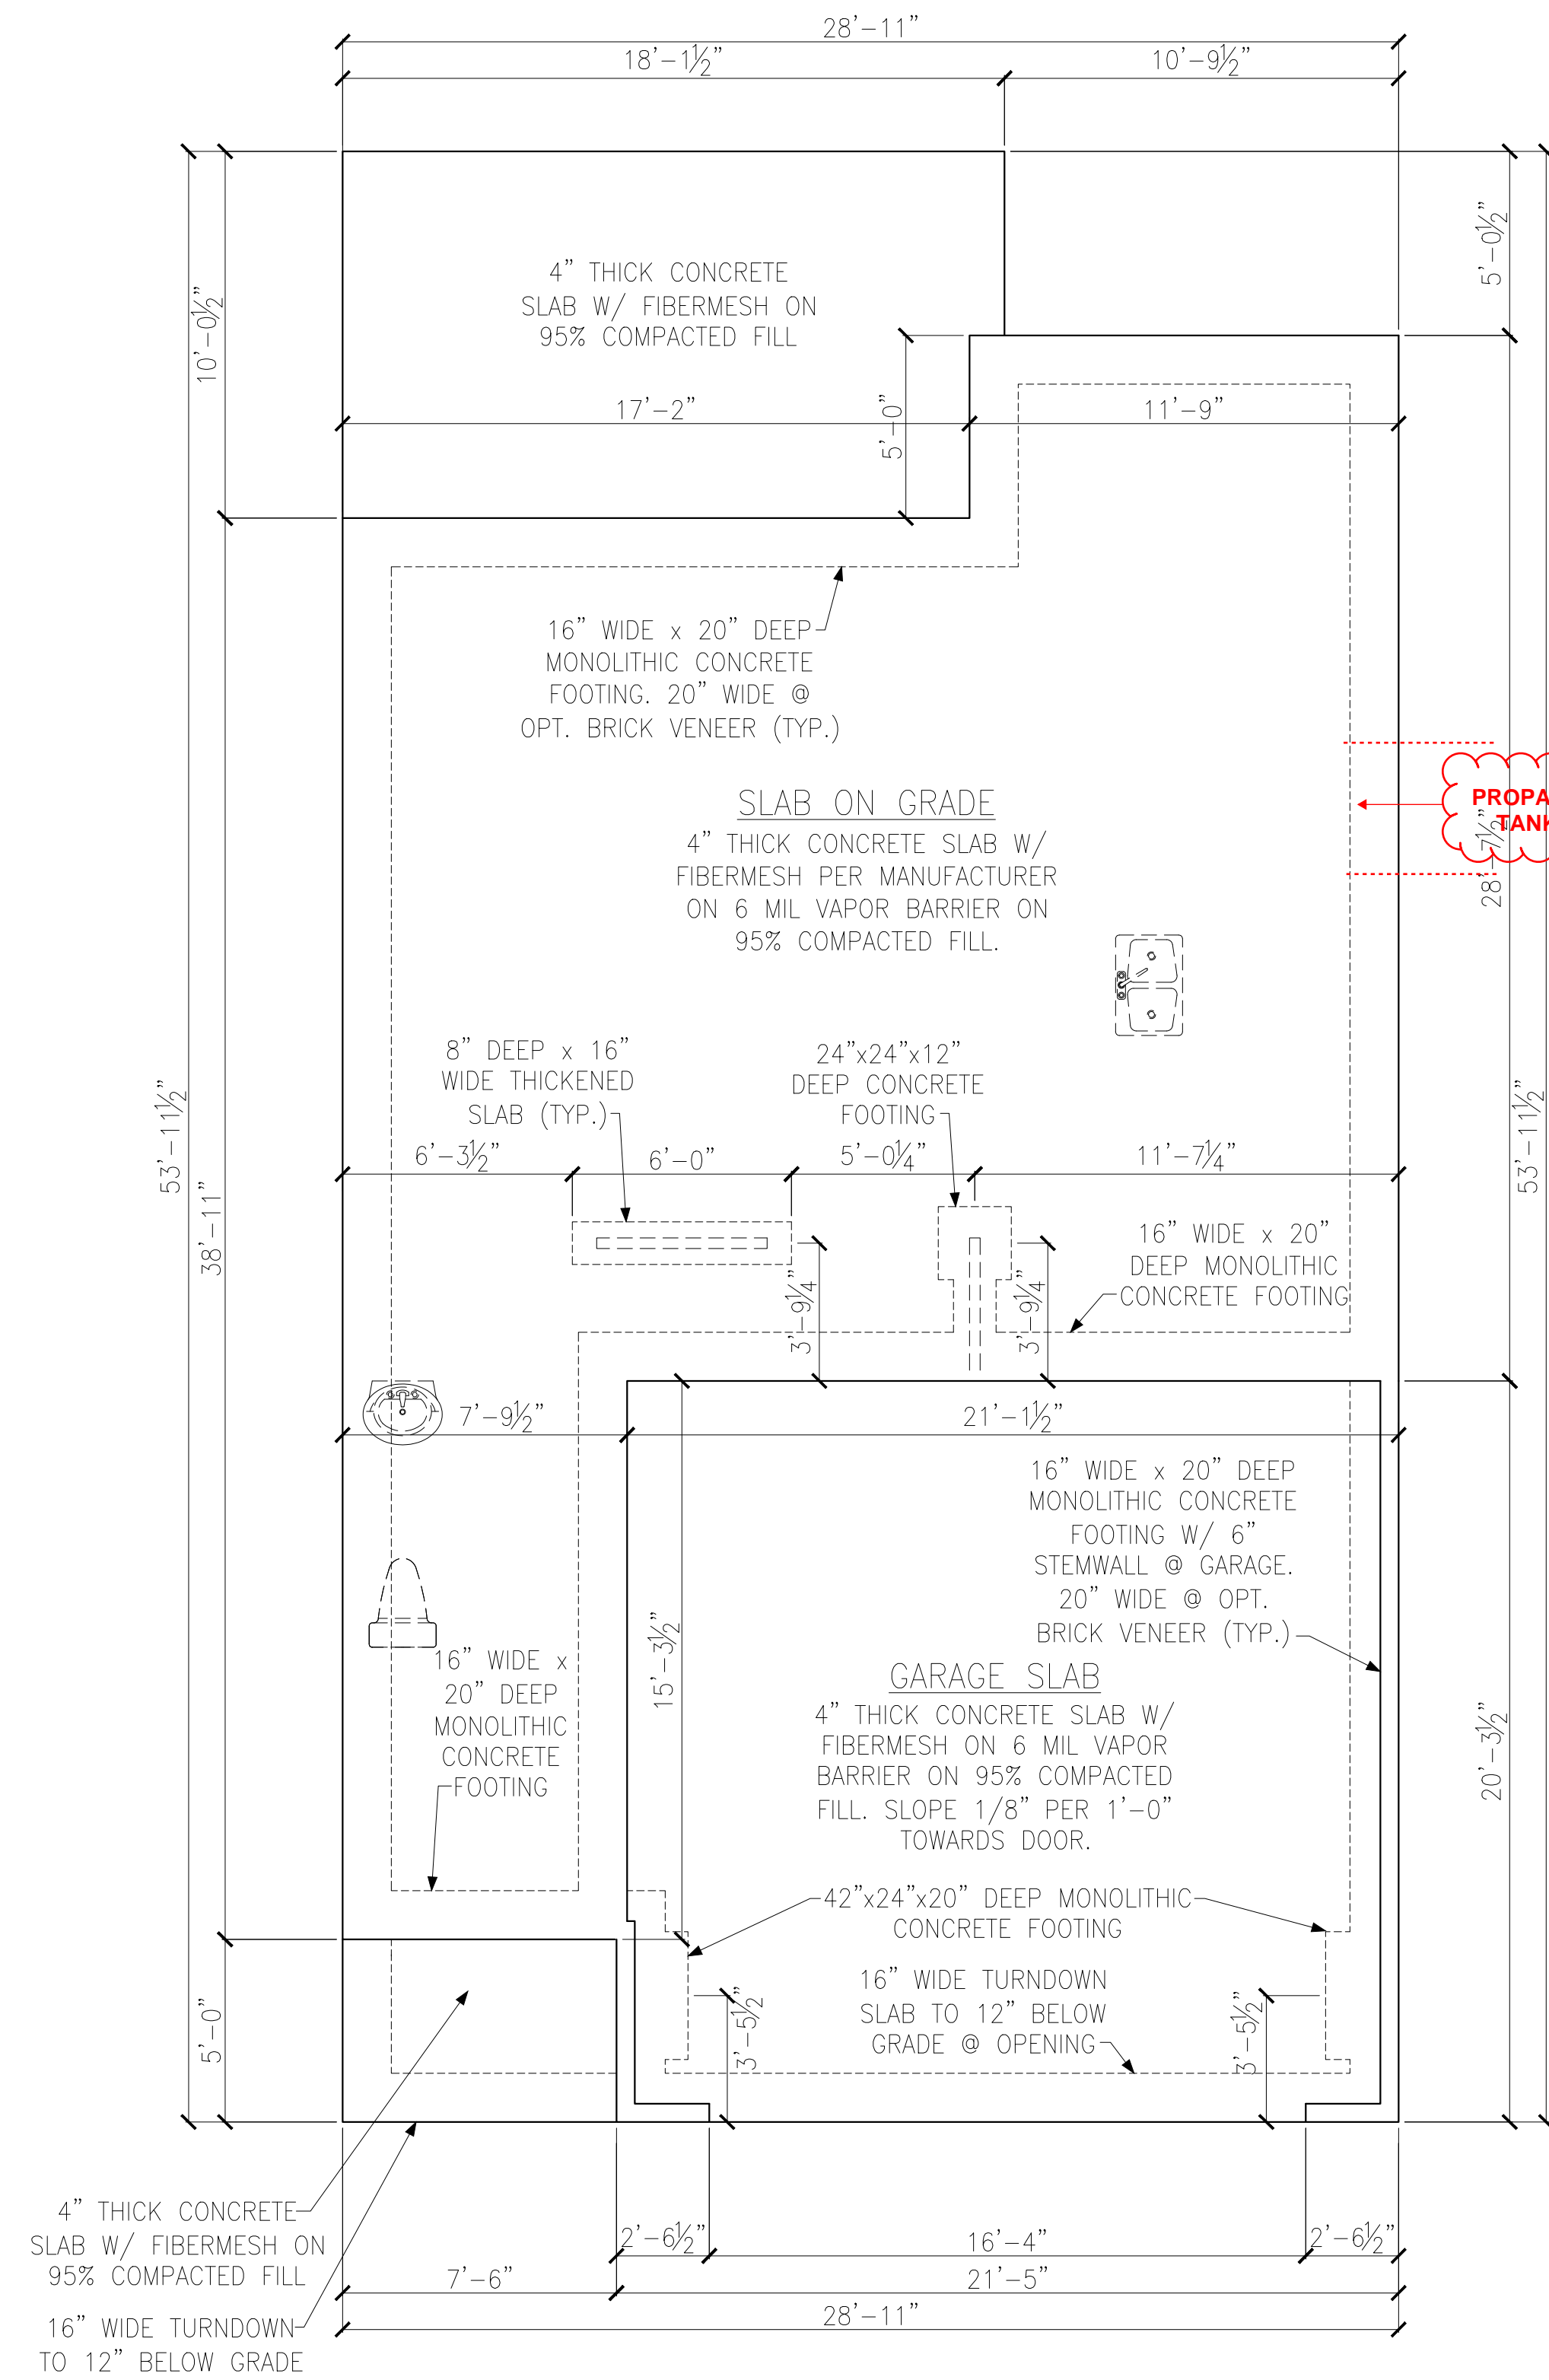 28'-11"
18'-1½"
10'-9½"
4" THICK CONCRETE
SLAB W/ FIBERMESH ON
95% COMPACTED FILL
5'-0½"
10'-0½"
17'-2"
5'-0"
11'-9"
16" WIDE x 20" DEEP
MONOLITHIC CONCRETE
FOOTING. 20" WIDE @
OPT. BRICK VENEER (TYP.)
SLAB ON GRADE
4" THICK CONCRETE SLAB W/
FIBERMESH PER MANUFACTURER
ON 6 MIL VAPOR BARRIER ON
95% COMPACTED FILL.
PROPA
TANK
28'-7½"
8" DEEP x 16"
WIDE THICKENED
SLAB (TYP.)
24"x24"x12"
DEEP CONCRETE
FOOTING
53'-11½"
38'-11"
53'-11½"
6'-3½"
6'-0"
5'-0¼"
11'-7¼"
16" WIDE x 20"
DEEP MONOLITHIC
CONCRETE FOOTING
3'-9¼"
3'-9¼"
7'-9½"
21'-1½"
16" WIDE x 20" DEEP
MONOLITHIC CONCRETE
FOOTING W/ 6"
STEMWALL @ GARAGE.
20" WIDE @ OPT.
BRICK VENEER (TYP.)
15'-3½"
16" WIDE x
20" DEEP
MONOLITHIC
CONCRETE
FOOTING
GARAGE SLAB
4" THICK CONCRETE SLAB W/
FIBERMESH ON 6 MIL VAPOR
BARRIER ON 95% COMPACTED
FILL. SLOPE 1/8" PER 1'-0"
TOWARDS DOOR.
20'-3½"
42"x24"x20" DEEP MONOLITHIC
CONCRETE FOOTING
16" WIDE TURNDOWN
SLAB TO 12" BELOW
GRADE @ OPENING
5'-0"
3'-5½"
3'-5½"
4" THICK CONCRETE
SLAB W/ FIBERMESH ON
95% COMPACTED FILL
16" WIDE TURNDOWN
TO 12" BELOW GRADE
2'-6½"
16'-4"
2'-6½"
7'-6"
21'-5"
28'-11"